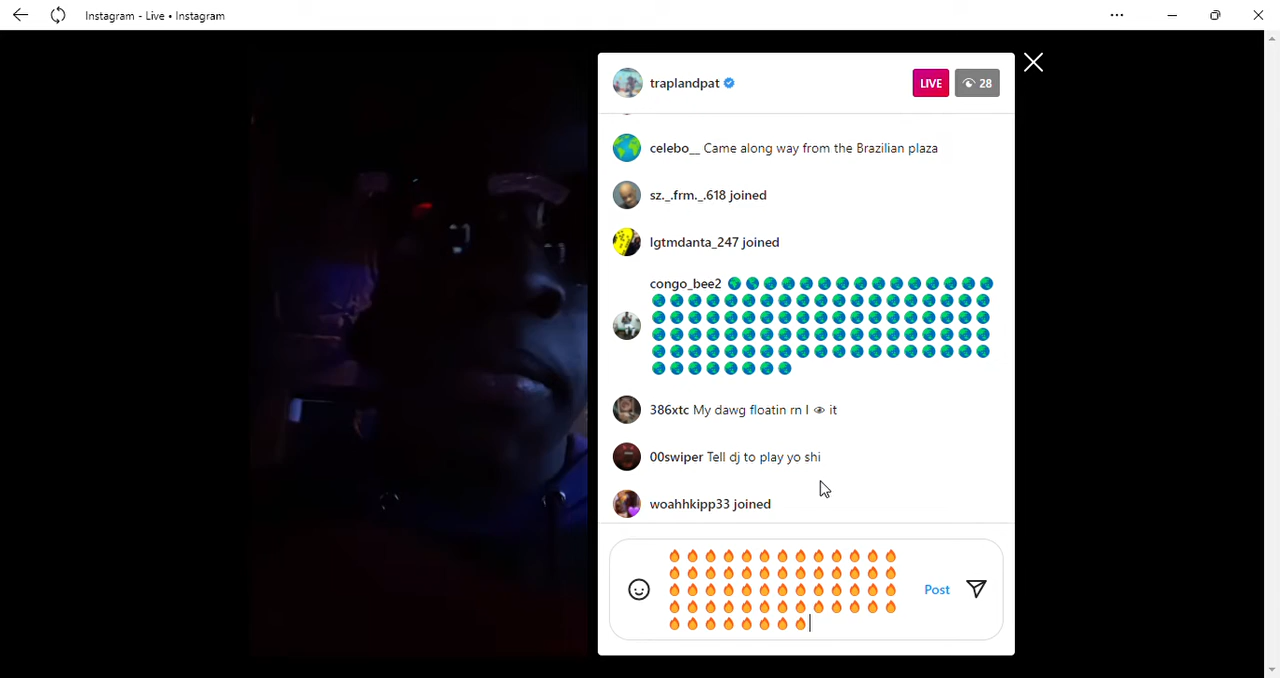 Instagram - Live • Instagram
traplandpat
LIVE 28
celebo__ Came along way from the Brazilian plaza
sz._.frm._.618 joined
lgtmdanta_247 joined
congo_bee2 🌏🌏🌏🌏🌏🌏🌏🌏🌏🌏🌏🌏🌏🌏🌏
🌏🌏🌏🌏🌏🌏🌏🌏🌏🌏🌏🌏🌏🌏🌏🌏🌏🌏🌏
🌏🌏🌏🌏🌏🌏🌏🌏🌏🌏🌏🌏🌏🌏🌏🌏🌏🌏🌏
🌏🌏🌏🌏🌏🌏🌏🌏🌏🌏🌏🌏🌏🌏🌏🌏🌏🌏🌏
🌏🌏🌏🌏🌏🌏🌏🌏🌏🌏🌏🌏🌏🌏🌏🌏🌏🌏🌏
🌏🌏🌏🌏🌏🌏🌏🌏
386xtc My dawg floatin rn I 👁 it
00swiper Tell dj to play yo shi
woahhkipp33 joined
🔥🔥🔥🔥🔥🔥🔥🔥🔥🔥🔥🔥🔥
🔥🔥🔥🔥🔥🔥🔥🔥🔥🔥🔥🔥🔥
🔥🔥🔥🔥🔥🔥🔥🔥🔥🔥🔥🔥🔥
🔥🔥🔥🔥🔥🔥🔥🔥🔥🔥🔥🔥🔥
🔥🔥🔥🔥🔥🔥🔥🔥
Post